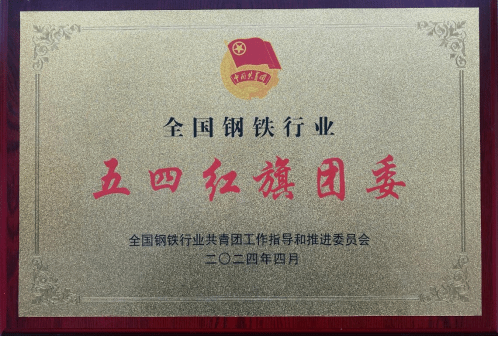 中国共青团
全国钢铁行业
五四红旗团委
全国钢铁行业共青团工作指导和推进委员会
二〇二四年四月